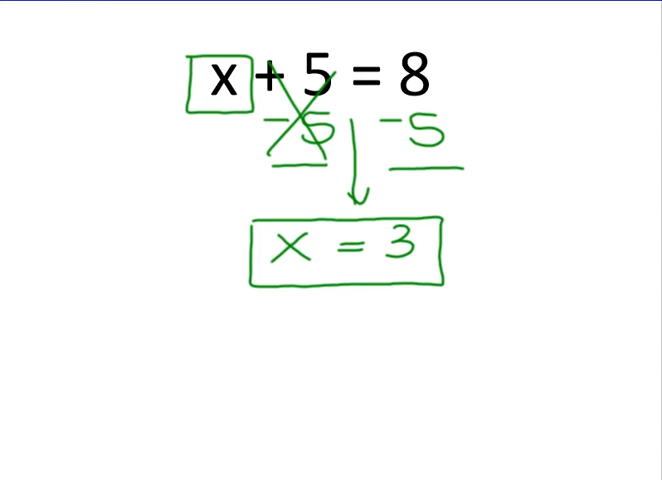 x + 5 = 8
-5 -5
x = 3